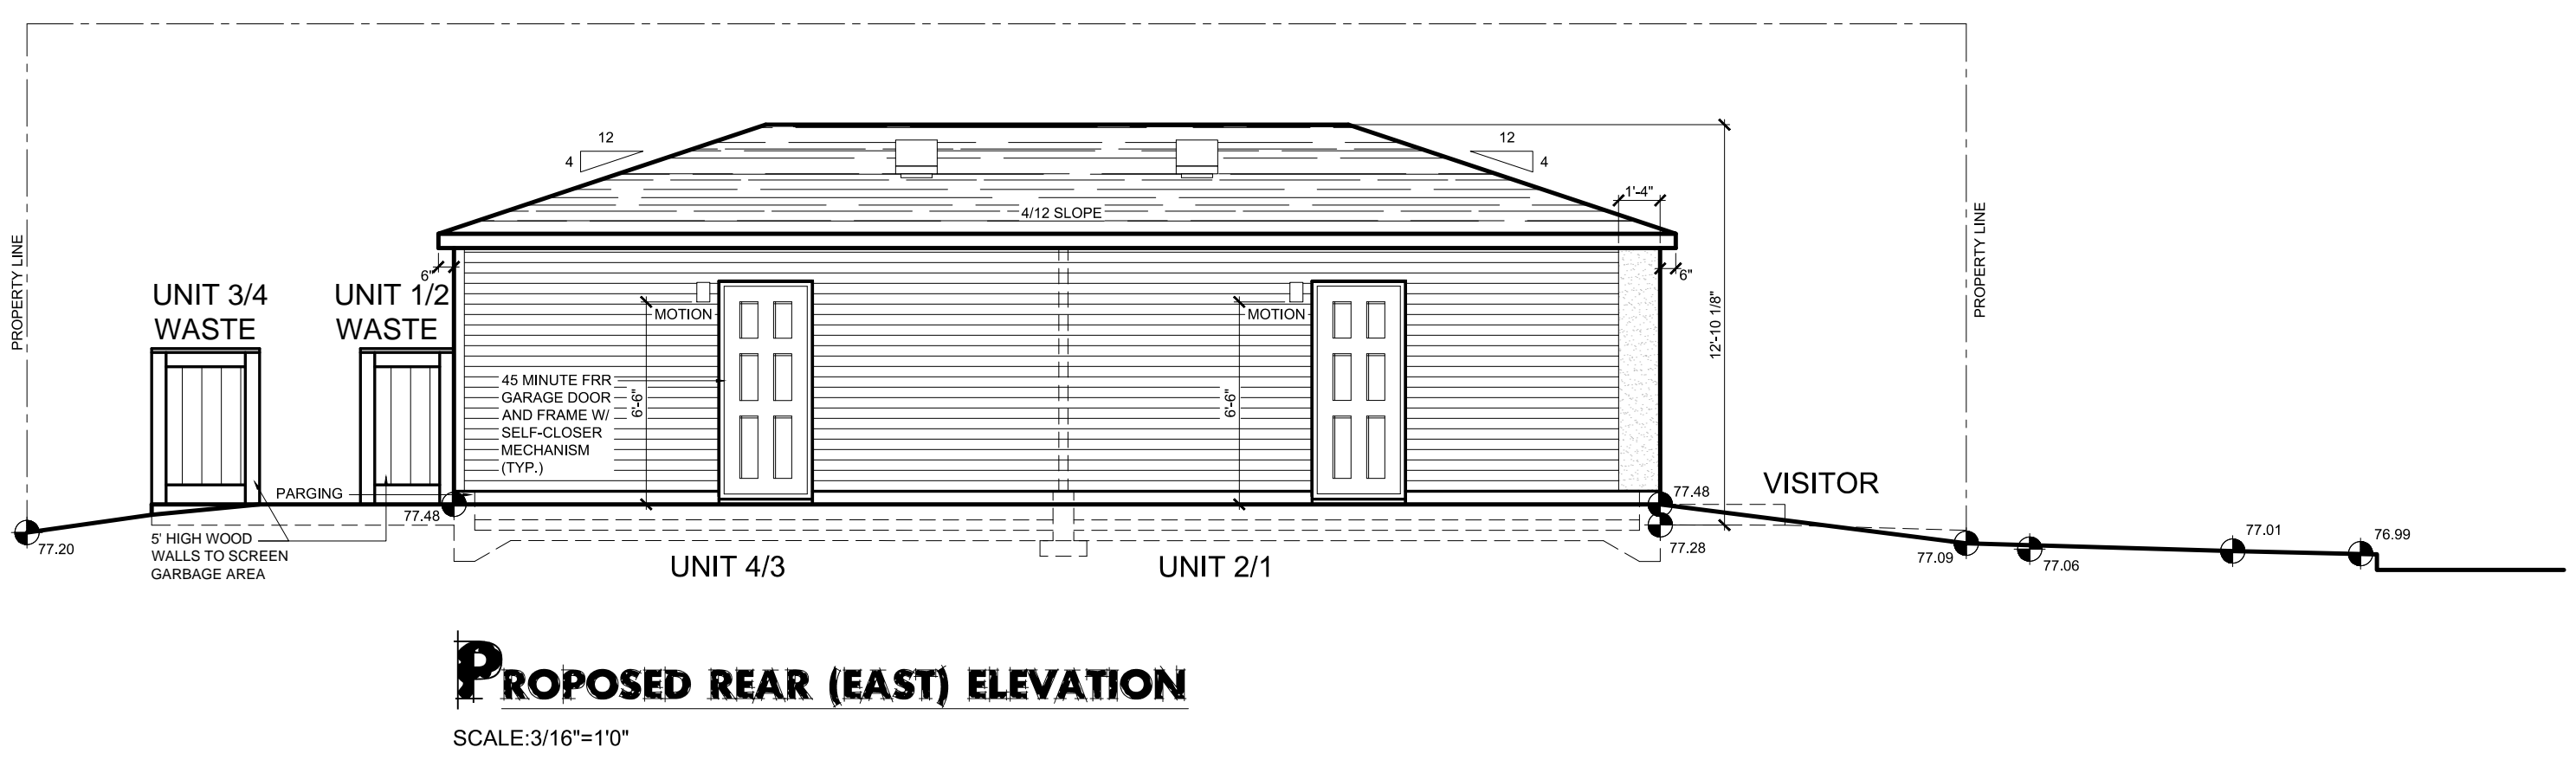 12
4
12
4
1'-4"
4/12 SLOPE
PROPERTY LINE
PROPERTY LINE
6"
6"
UNIT 3/4
WASTE
UNIT 1/2
WASTE
MOTION
MOTION
12'-10 1/8"
45 MINUTE FRR
GARAGE DOOR
AND FRAME W/
SELF-CLOSER
MECHANISM
(TYP.)
6'-6"
6'-6"
PARGING
77.48
77.48
VISITOR
77.20
5' HIGH WOOD
WALLS TO SCREEN
GARBAGE AREA
UNIT 4/3
UNIT 2/1
77.28
77.09
77.06
77.01
76.99
PROPOSED REAR (EAST) ELEVATION
SCALE:3/16"=1'0"